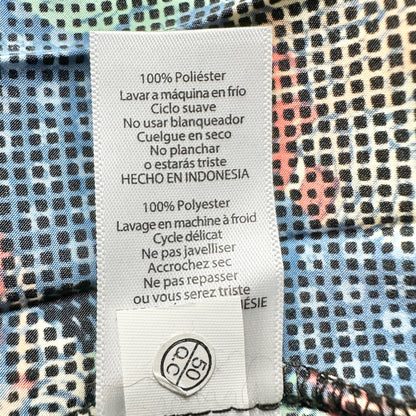 100% Poliéster
Lavar a máquina en frío
Ciclo suave
No usar blanqueador
Cuelgue en seco
No planchar
o estarás triste
HECHO EN INDONESIA
100% Polyester
Lavage en machine à froid
Cycle délicat
Ne pas javelliser
Accrochez sec
Ne pas repasser
ou vous serez triste
50
QC